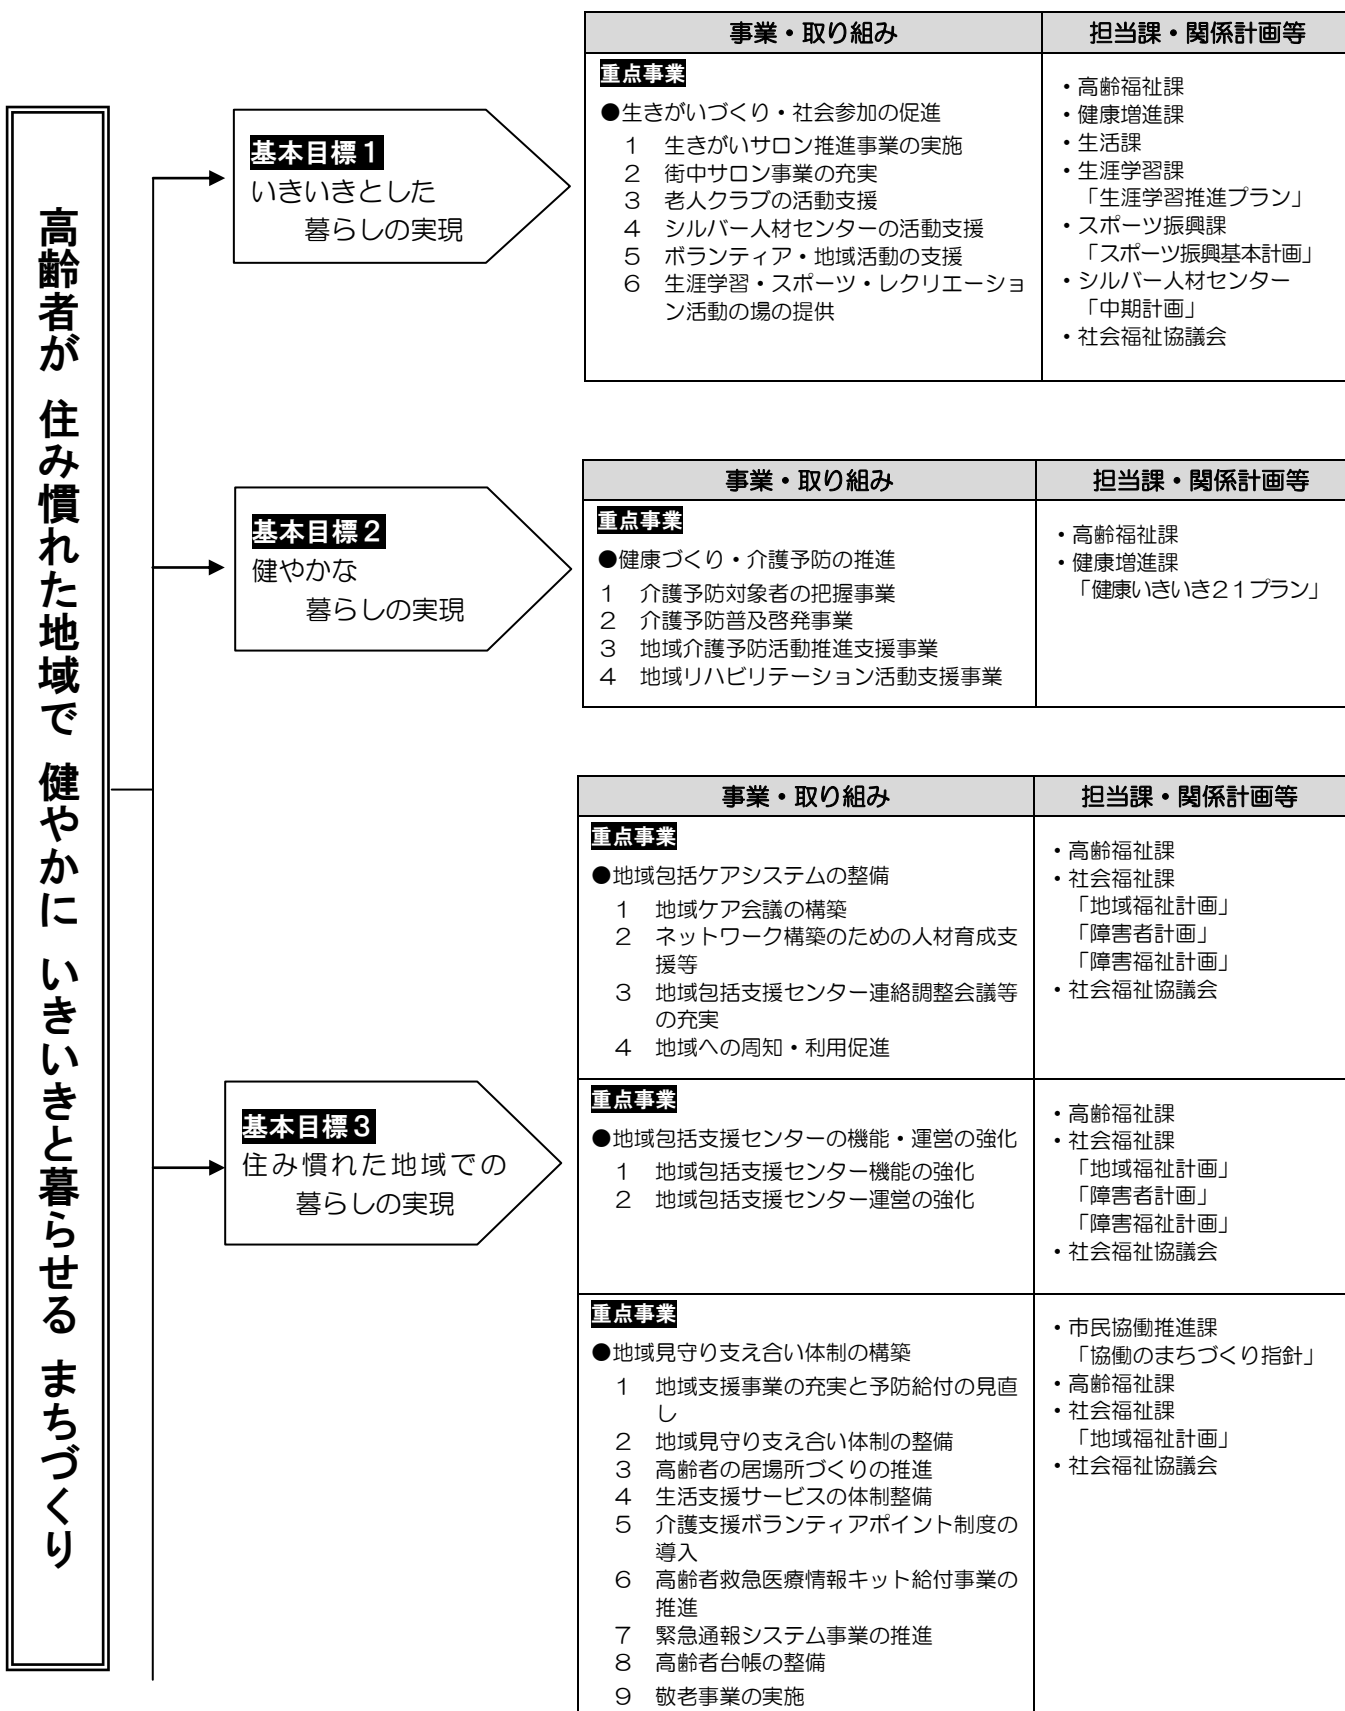 高齢者が 住み慣れた地域で 健やかに いきいきと暮らせる まちづくり
基本目標１
いきいきとした
暮らしの実現
事業・取り組み
担当課・関係計画等
重点事業
●生きがいづくり・社会参加の促進
１ 生きがいサロン推進事業の実施
２ 街中サロン事業の充実
３ 老人クラブの活動支援
４ シルバー人材センターの活動支援
５ ボランティア・地域活動の支援
６ 生涯学習・スポーツ・レクリエーショ
ン活動の場の提供
・高齢福祉課
・健康増進課
・生活課
・生涯学習課
「生涯学習推進プラン」
・スポーツ振興課
「スポーツ振興基本計画」
・シルバー人材センター
「中期計画」
・社会福祉協議会
基本目標２
健やかな
暮らしの実現
事業・取り組み
担当課・関係計画等
重点事業
●健康づくり・介護予防の推進
１ 介護予防対象者の把握事業
２ 介護予防普及啓発事業
３ 地域介護予防活動推進支援事業
４ 地域リハビリテーション活動支援事業
・高齢福祉課
・健康増進課
「健康いきいき２１プラン」
基本目標３
住み慣れた地域での
暮らしの実現
事業・取り組み
担当課・関係計画等
重点事業
●地域包括ケアシステムの整備
１ 地域ケア会議の構築
２ ネットワーク構築のための人材育成支
援等
３ 地域包括支援センター連絡調整会議等
の充実
４ 地域への周知・利用促進
・高齢福祉課
・社会福祉課
「地域福祉計画」
「障害者計画」
「障害福祉計画」
・社会福祉協議会
重点事業
●地域包括支援センターの機能・運営の強化
１ 地域包括支援センター機能の強化
２ 地域包括支援センター運営の強化
・高齢福祉課
・社会福祉課
「地域福祉計画」
「障害者計画」
「障害福祉計画」
・社会福祉協議会
重点事業
●地域見守り支え合い体制の構築
１ 地域支援事業の充実と予防給付の見直
し
２ 地域見守り支え合い体制の整備
３ 高齢者の居場所づくりの推進
４ 生活支援サービスの体制整備
５ 介護支援ボランティアポイント制度の
導入
６ 高齢者救急医療情報キット給付事業の
推進
７ 緊急通報システム事業の推進
８ 高齢者台帳の整備
９ 敬老事業の実施
・市民協働推進課
「協働のまちづくり指針」
・高齢福祉課
・社会福祉課
「地域福祉計画」
・社会福祉協議会